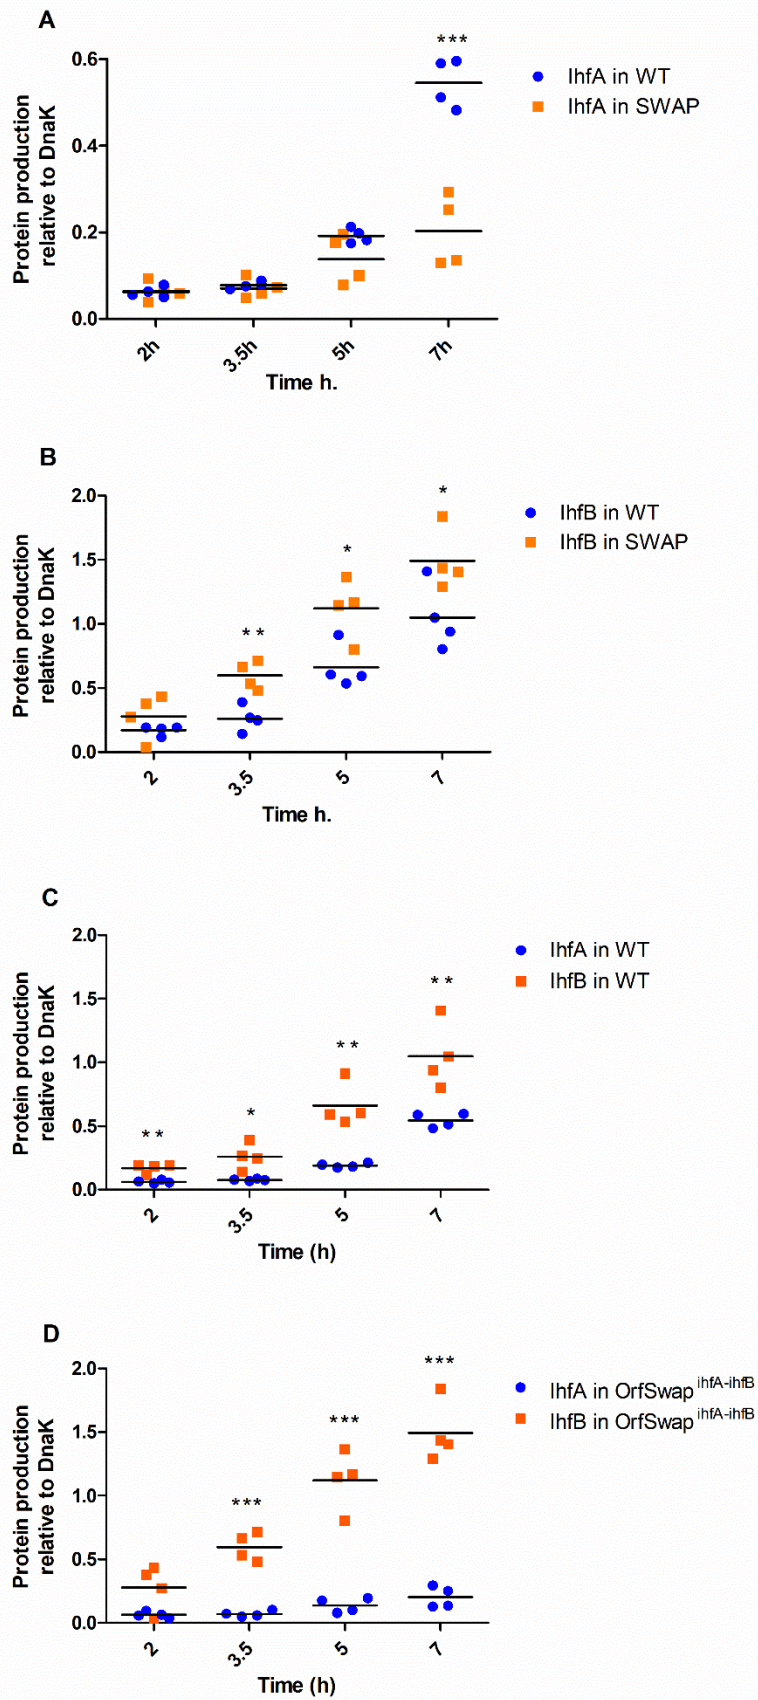 A
***
0.6
IhfA in WT
IhfA in SWAP
0.4
0.2
0.0
Protein production
relative to DnaK
2h
3.5h
5h
7h
Time h.
B
*
2.0
IhfB in WT
IhfB in SWAP
*
1.5
* *
1.0
0.5
0.0
Protein production
relative to DnaK
2
3.5
5
7
Time h.
C
2.0
IhfA in WT
IhfB in WT
* *
1.5
* *
1.0
* *
*
0.5
0.0
Protein production
relative to DnaK
2
3.5
5
7
Time (h)
D
2.0
***
IhfA in OrfSwap ihfA-ihfB
IhfB in OrfSwap ihfA-ihfB
***
1.5
***
1.0
0.5
0.0
Protein production
relative to DnaK
2
3.5
5
7
Time (h)